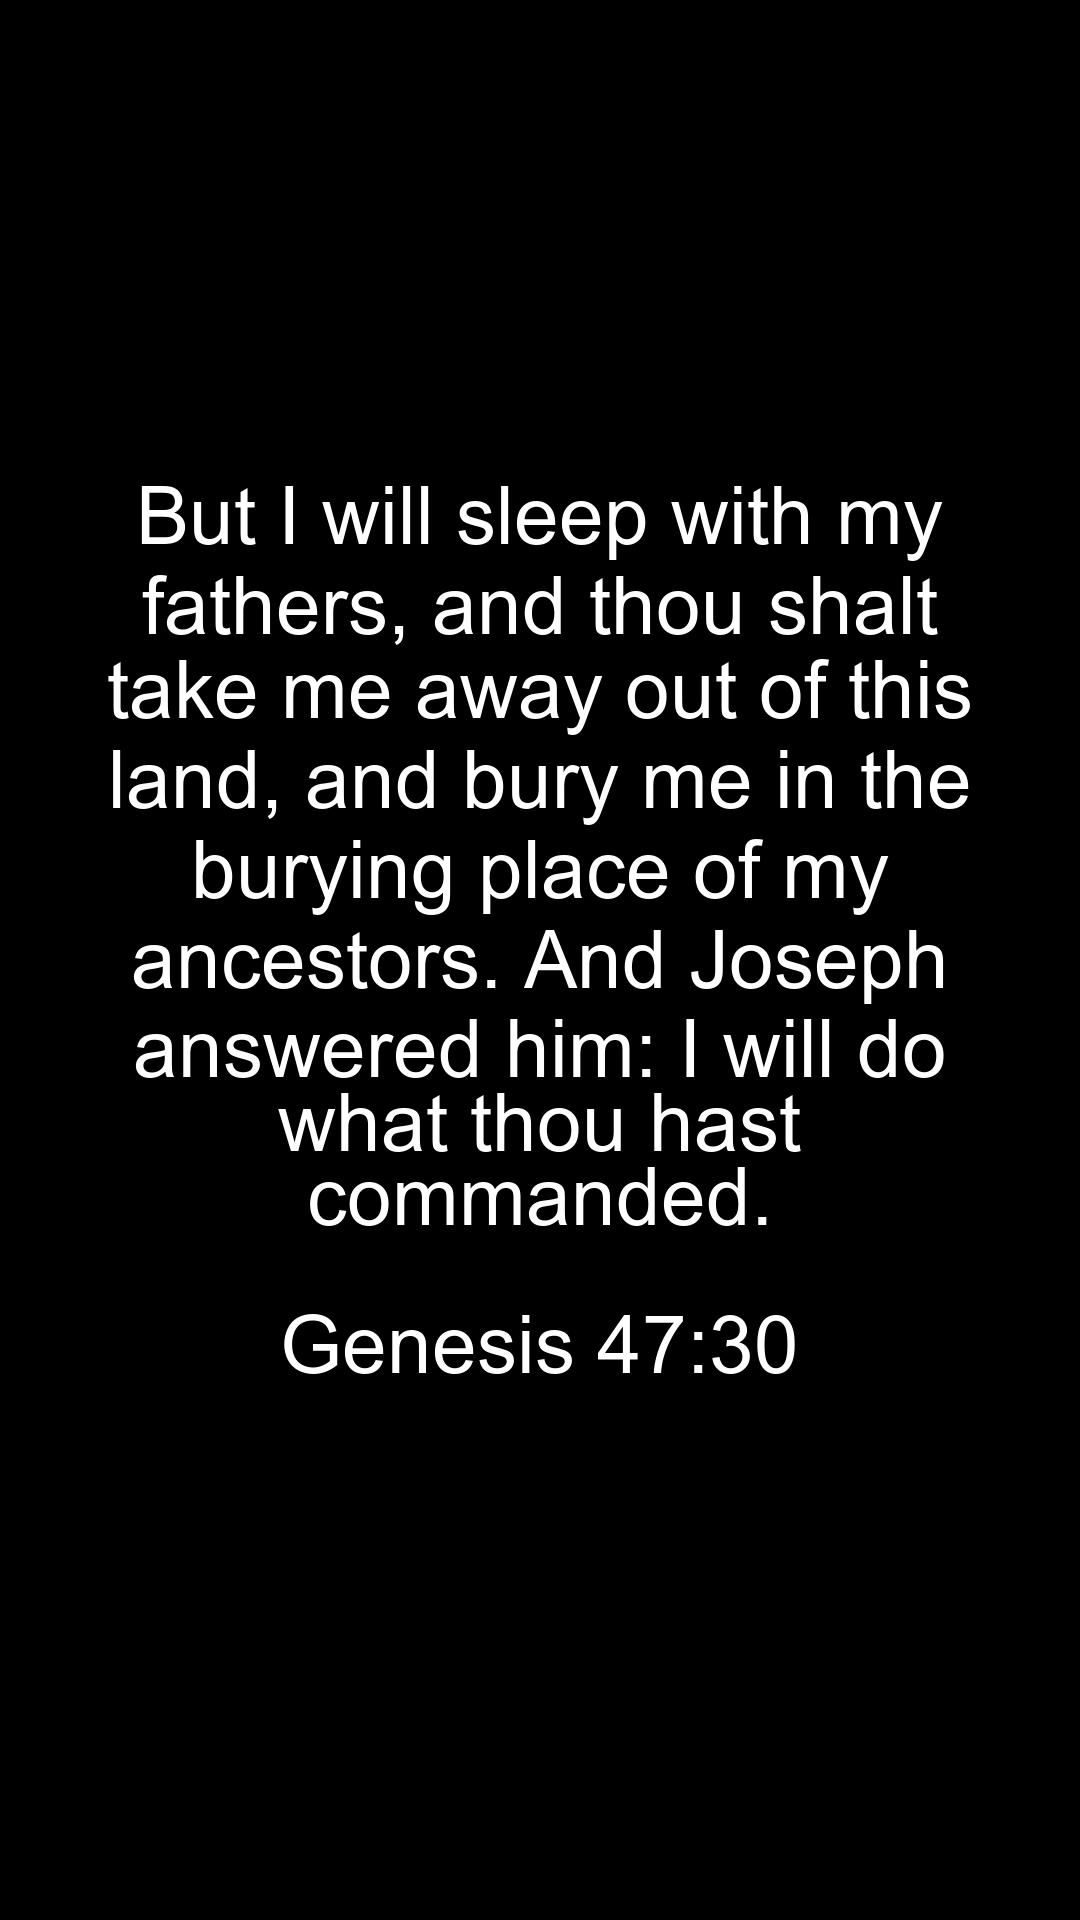 But I will sleep with my
fathers, and thou shalt
take me away out of this
land, and bury me in the
burying place of my
ancestors. And Joseph
answered him: I will do
what thou hast
commanded.
Genesis 47:30